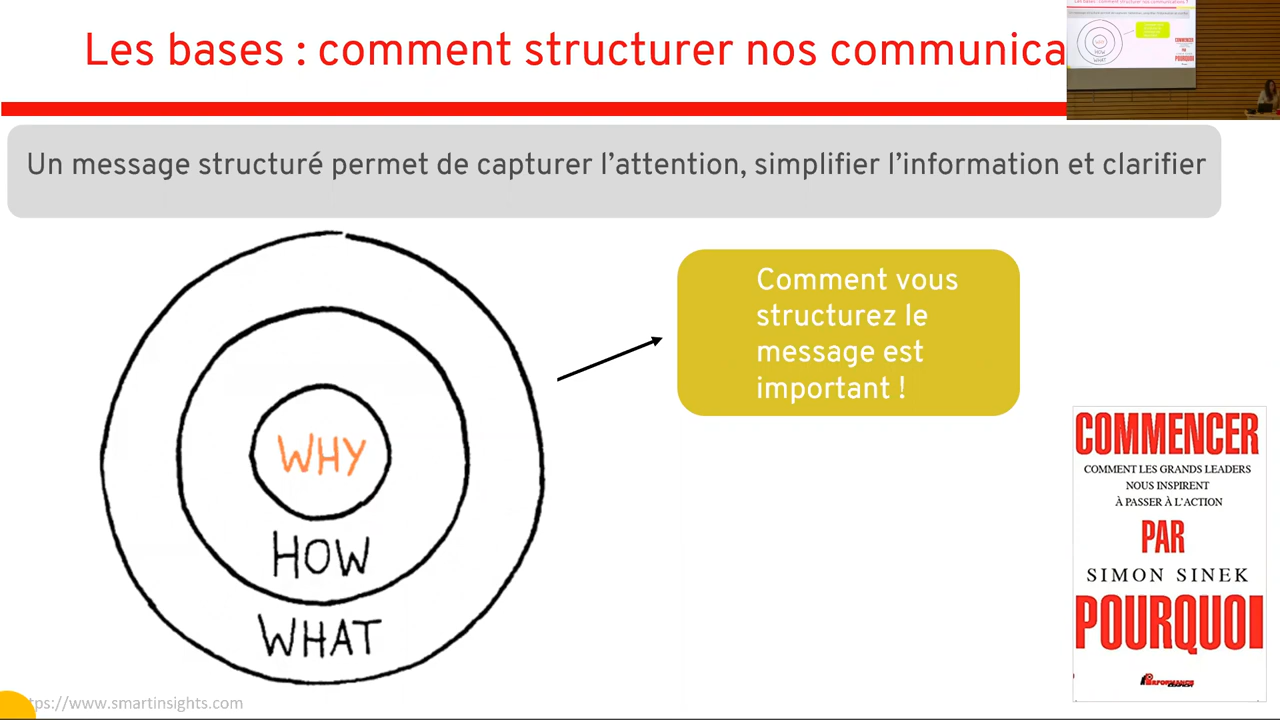 Les bases : comment structurer nos communica
Un message structuré permet de capturer l'attention, simplifier l'information et clarifier
WHY
HOW
WHAT
Comment vous
structurez le
message est
important !
COMMENCER
COMMENT LES GRANDS LEADERS
NOUS INSPIRENT
À PASSER À L'ACTION
PAR
SIMON SINEK
POURQUOI
ps://www.smartinsights.com